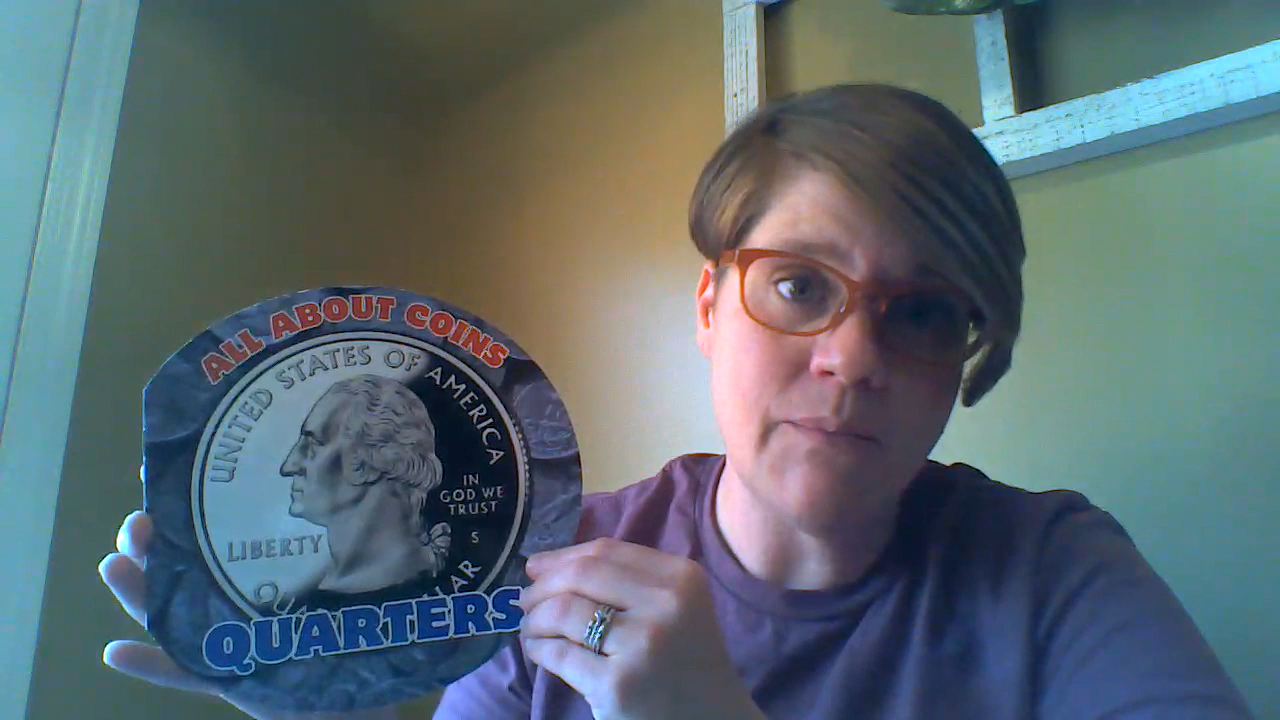 ALL ABOUT COINS
UNITED STATES OF AMERICA
IN
GOD WE
TRUST
LIBERTY
S
QUARTERS